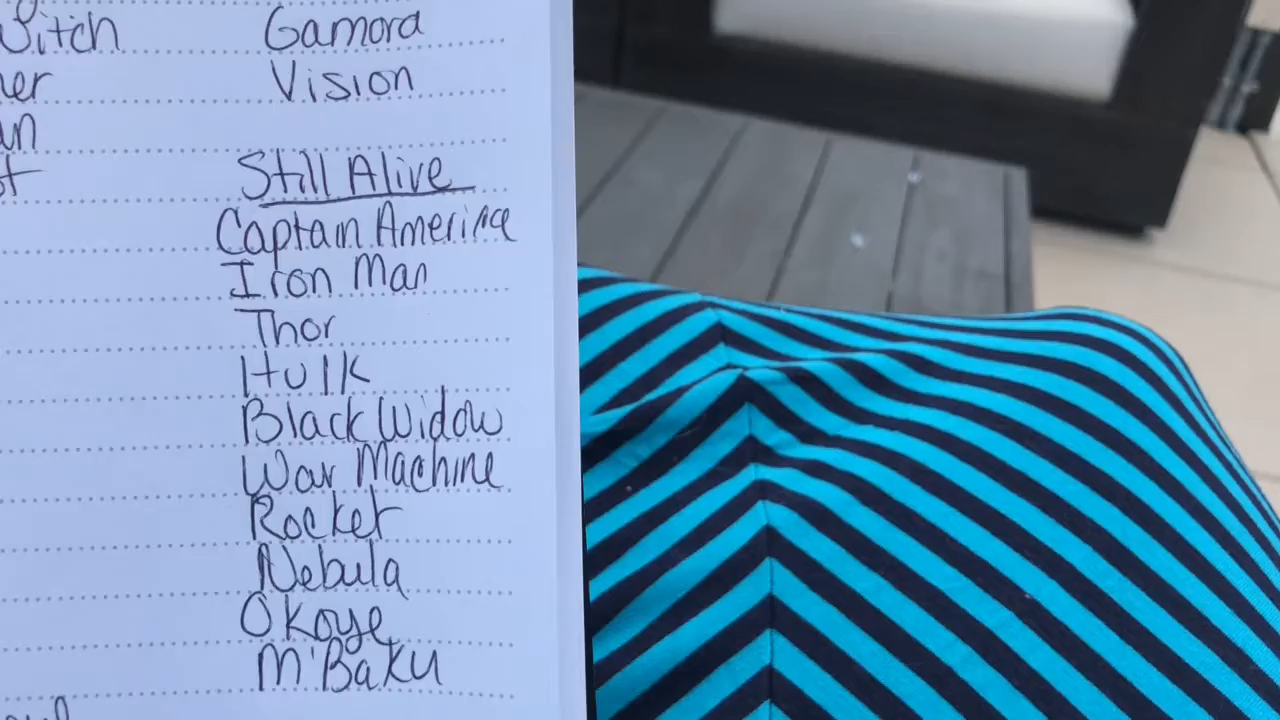 Gamora
Vision
Still Alive
Captain America
Iron Man
Thor
Hulk
Black Widow
War Machine
Rocket
Nebula
Okoye
M'Baku